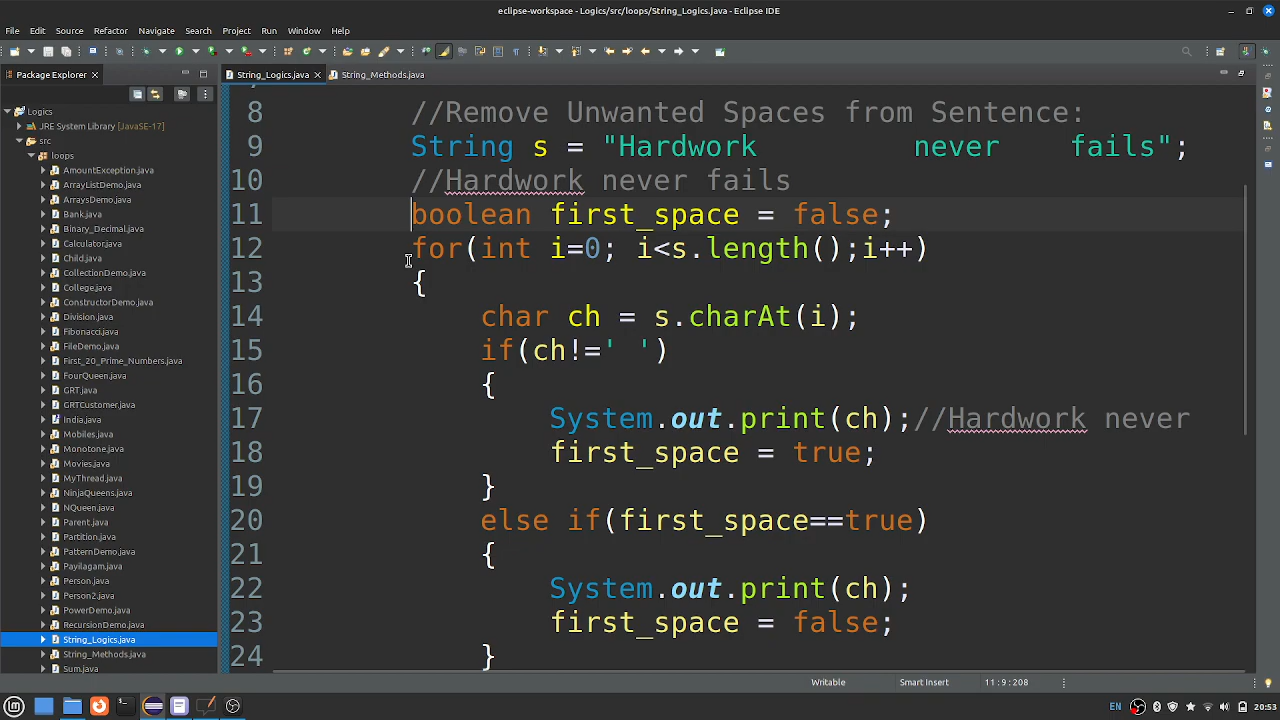 eclipse-workspace - Logics/src/loops/String_Logics.java - Eclipse IDE
File Edit Source Refactor Navigate Search Project Run Window Help
Package Explorer
String_Logics.java
String_Methods.java
Logics
JRE System Library [JavaSE-17]
src
loops
AmountException.java
ArrayListDemo.java
ArraysDemo.java
Bank.java
Binary_Decimal.java
Calculator.java
Child.java
CollectionDemo.java
College.java
ConstructorDemo.java
Division.java
Fibonacci.java
FileDemo.java
First_20_Prime_Numbers.java
FourQueen.java
GRT.java
GRTCustomer.java
India.java
Mobiles.java
Monotone.java
Movies.java
MyThread.java
NinjaQueens.java
NQueen.java
Parent.java
Partition.java
PatternDemo.java
Payilagam.java
Person.java
Person2.java
PowerDemo.java
RecursionDemo.java
String_Logics.java
String_Methods.java
Sum.java
8 //Remove Unwanted Spaces from Sentence:
9 String s = "Hardwork         never    fails";
10 //Hardwork never fails
11 boolean first_space = false;
12 for(int i=0; i<s.length();i++)
13 {
14 char ch = s.charAt(i);
15 if(ch!=' ')
16 {
17 System.out.print(ch);//Hardwork never
18 first_space = true;
19 }
20 else if(first_space==true)
21 {
22 System.out.print(ch);
23 first_space = false;
24 }
Writable Smart Insert 11 : 9 : 208
EN 20:53